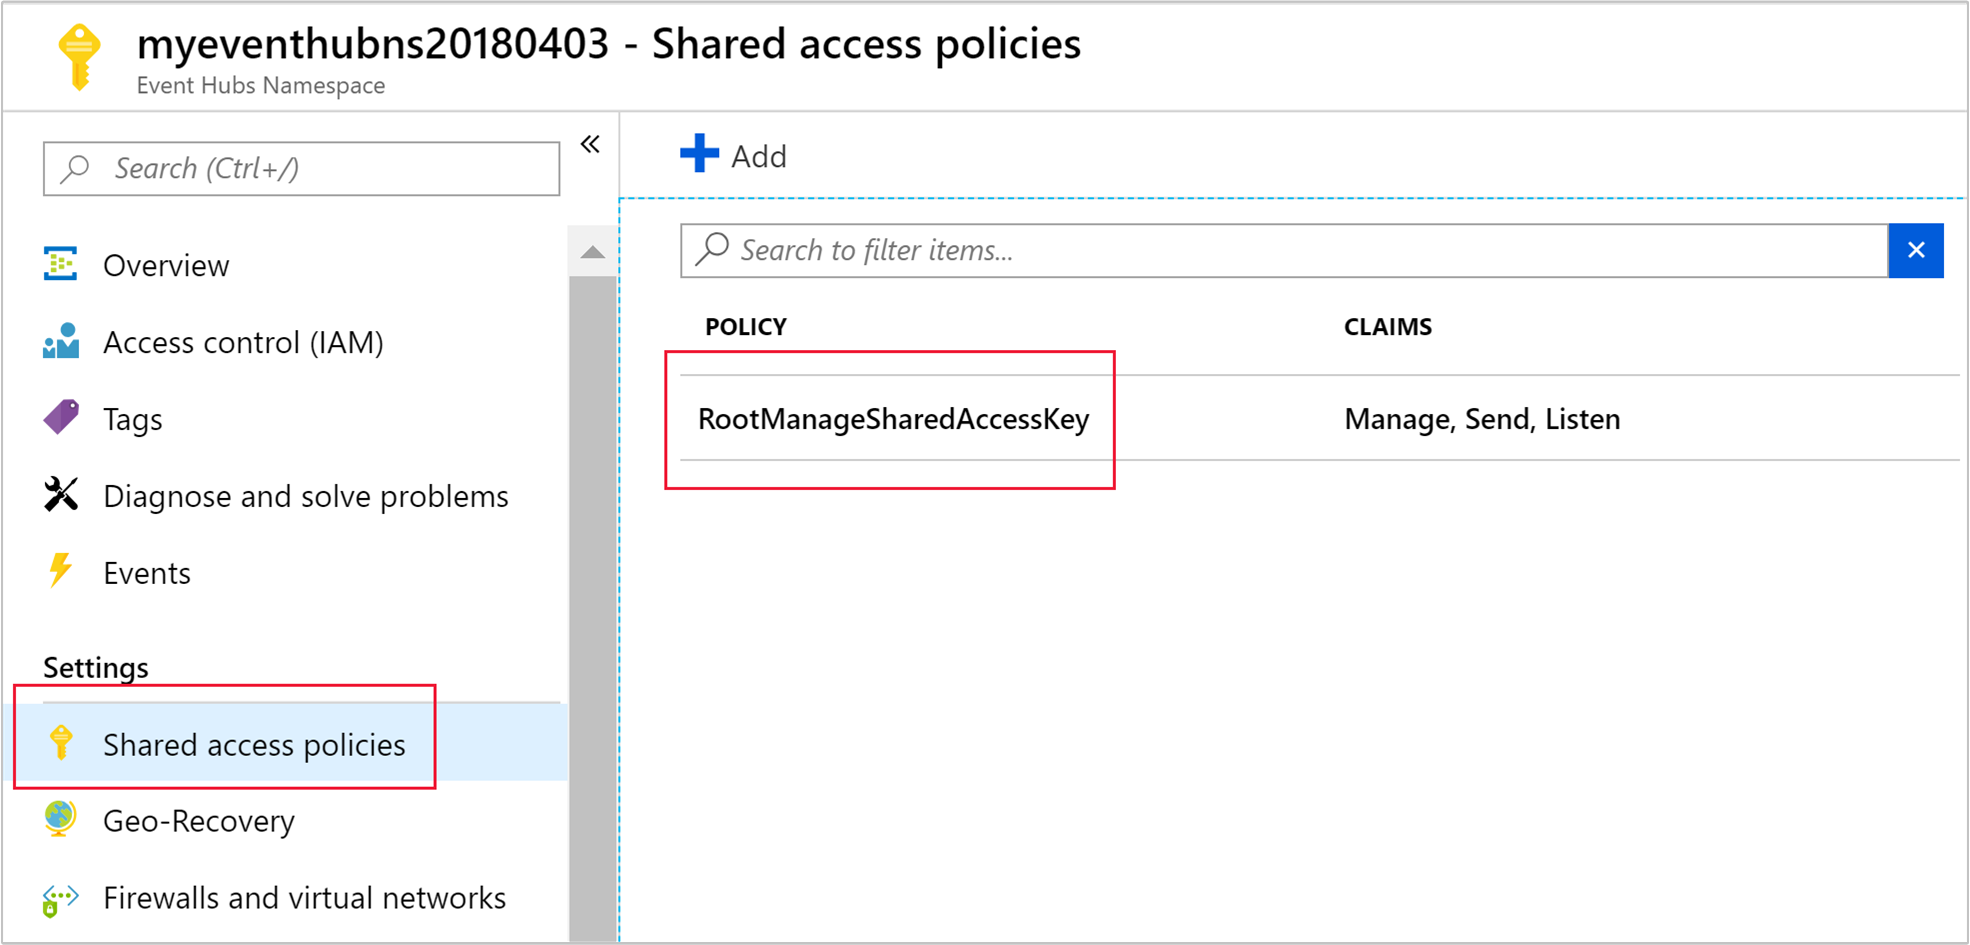 myeventhubns20180403 - Shared access policies
Event Hubs Namespace
Search (Ctrl+/)
Overview
Access control (IAM)
Tags
Diagnose and solve problems
Events
Settings
Shared access policies
Geo-Recovery
Firewalls and virtual networks
Add
Search to filter items...
POLICY CLAIMS
RootManageSharedAccessKey Manage, Send, Listen